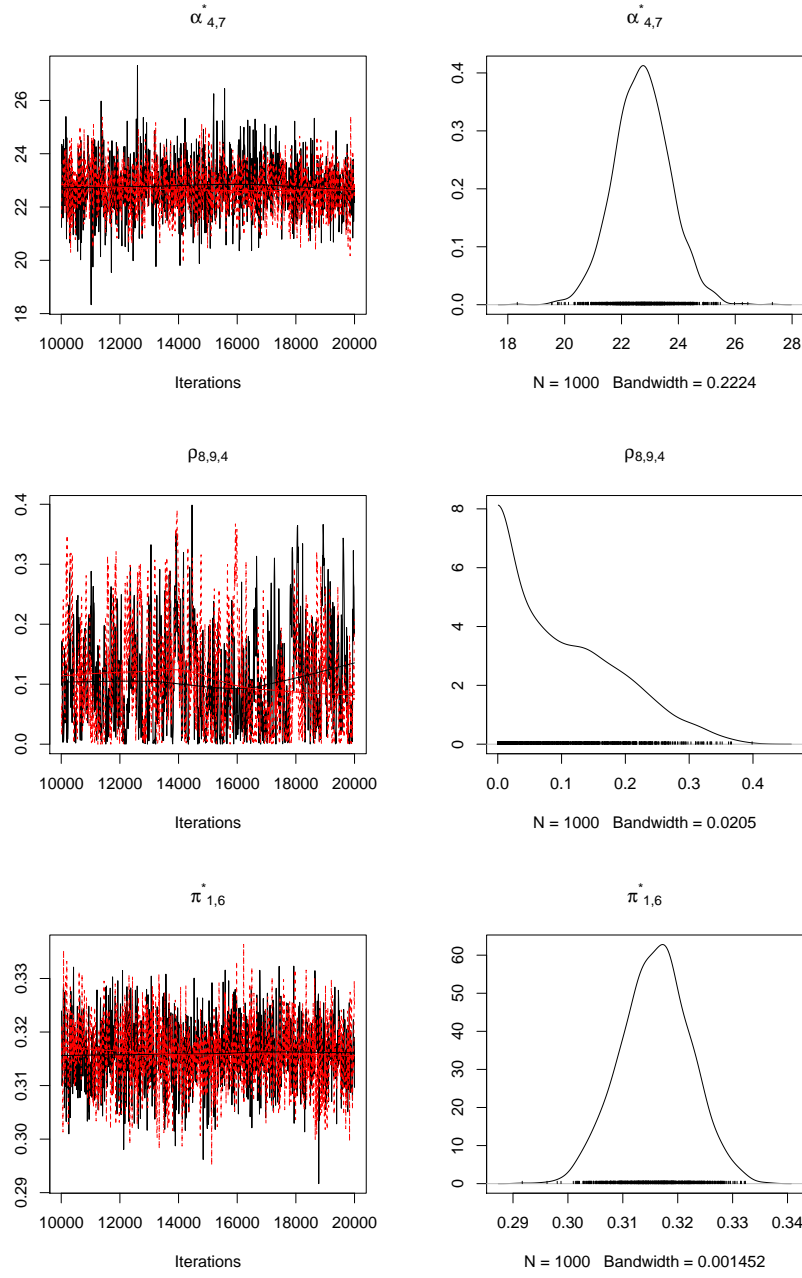 α*4,7
α*4,7
18 20 22 24 26
10000 12000 14000 16000 18000 20000
Iterations
0.0 0.1 0.2 0.3 0.4
18 20 22 24 26 28
N = 1000 Bandwidth = 0.2224
ρ8,9,4
ρ8,9,4
0.0 0.1 0.2 0.3 0.4
10000 12000 14000 16000 18000 20000
Iterations
0 2 4 6 8
0.0 0.1 0.2 0.3 0.4
N = 1000 Bandwidth = 0.0205
π*1,6
π*1,6
0.29 0.30 0.31 0.32 0.33
10000 12000 14000 16000 18000 20000
Iterations
0 10 20 30 40 50 60
0.29 0.30 0.31 0.32 0.33 0.34
N = 1000 Bandwidth = 0.001452